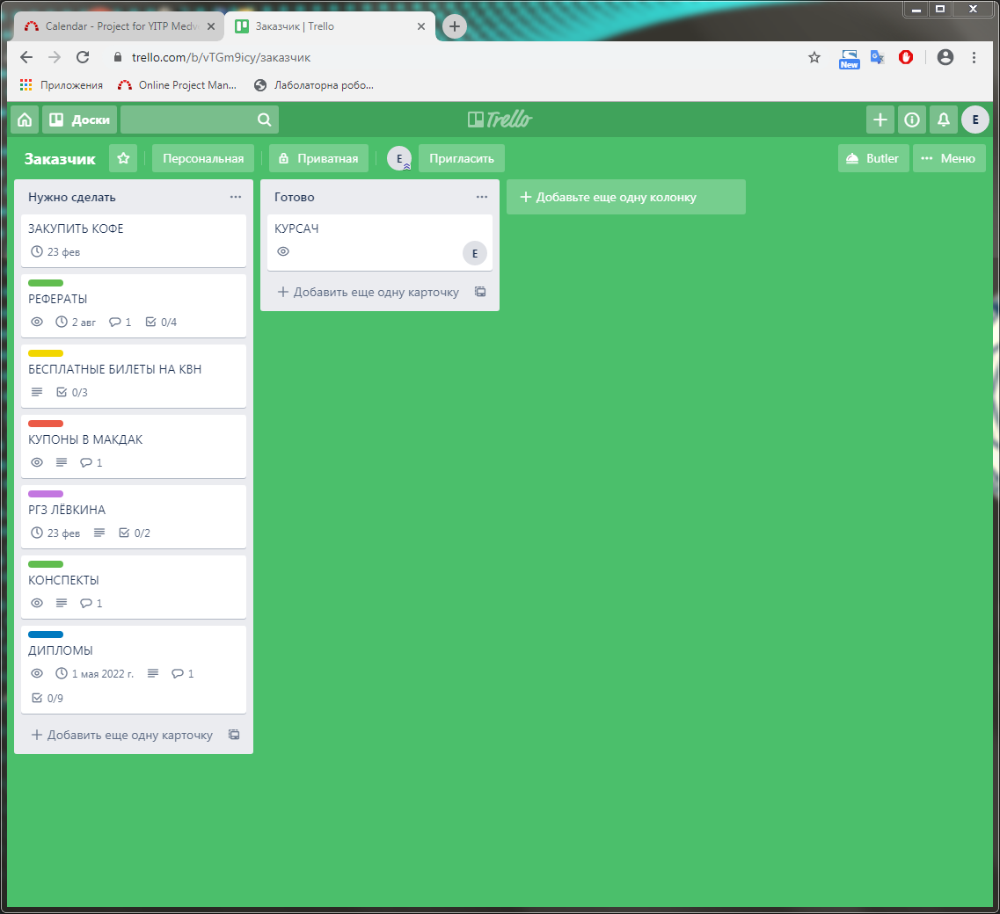 Calendar - Project for YITP Medv
Заказчик | Trello
trello.com/b/vTGm9icy/заказчик
New
Приложения
Online Project Man...
Лаболаторна робо...
Доски
Trello
E
Заказчик
Персональная
Приватная
E
Пригласить
Butler
Меню
Нужно сделать
ЗАКУПИТЬ КОФЕ
23 фев
РЕФЕРАТЫ
2 авг 1 0/4
БЕСПЛАТНЫЕ БИЛЕТЫ НА КВН
0/3
КУПОНЫ В МАКДАК
1
РГЗ ЛЁВКИНА
23 фев 0/2
КОНСПЕКТЫ
1
ДИПЛОМЫ
1 мая 2022 г. 1
0/9
Добавить еще одну карточку
Готово
КУРСАЧ
E
Добавить еще одну карточку
Добавьте еще одну колонку